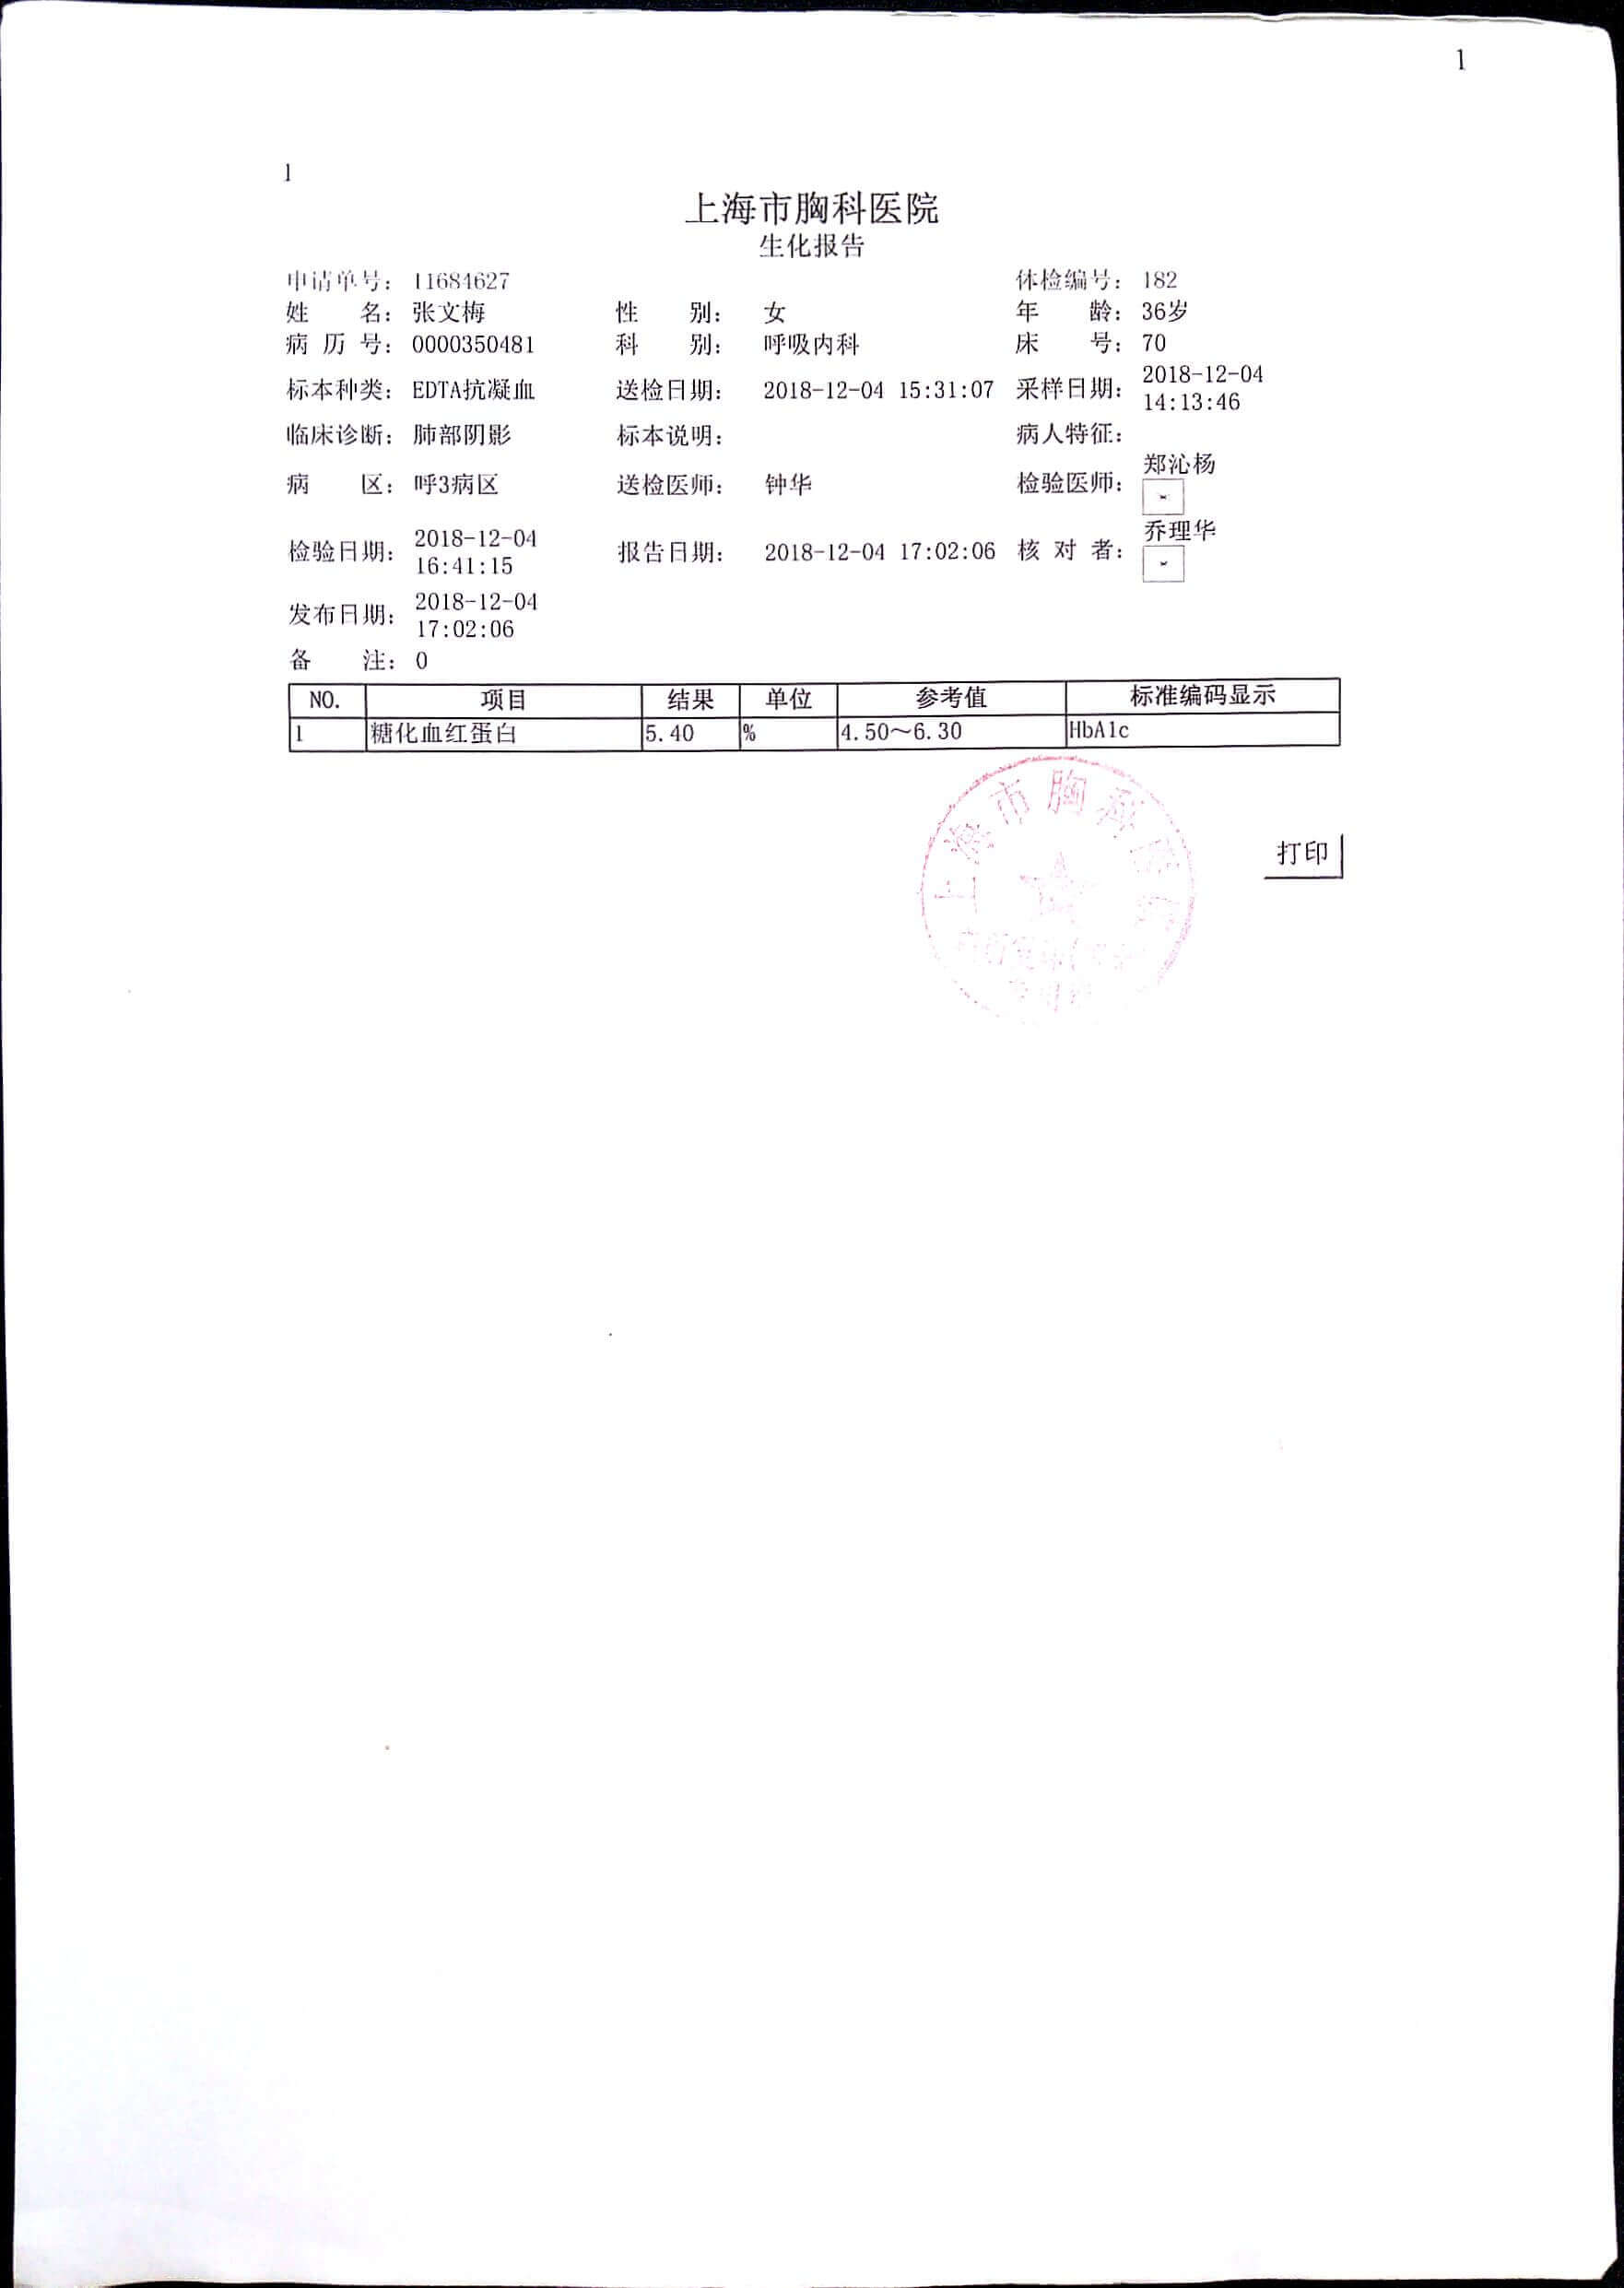 1
1
上海市胸科医院
生化报告
申请单号： 11684627 体检编号： 182
姓 名： 张文梅 性 别： 女 年 龄： 36岁
病 历 号： 0000350481 科 别： 呼吸内科 床 号： 70
标本种类： EDTA抗凝血 送检日期： 2018-12-04 15:31:07 采样日期： 2018-12-04 14:13:46
临床诊断： 肺部阴影 标本说明： 病人特征：
病 区： 呼3病区 送检医师： 钟华 检验医师： 郑沁杨
检验日期： 2018-12-04 16:41:15 报告日期： 2018-12-04 17:02:06 核 对 者： 乔理华
发布日期： 2018-12-04 17:02:06
备 注： 0
NO. 项目 结果 单位 参考值 标准编码显示
1 糖化血红蛋白 5.40 % 4.50～6.30 HbA1c
上海市胸科医院
打印